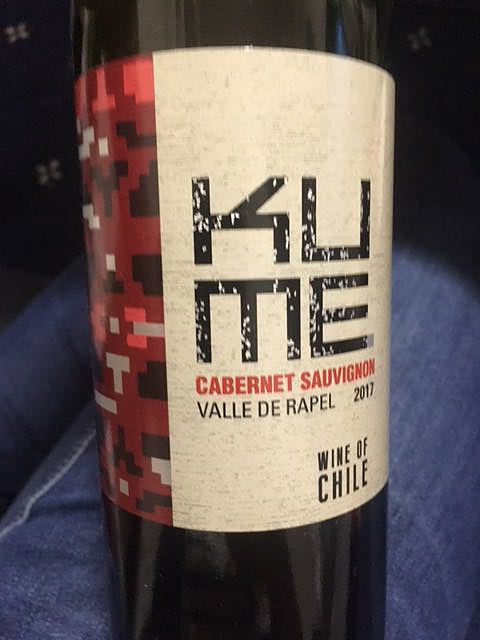 KU
ME
CABERNET SAUVIGNON
VALLE DE RAPEL 2017
WINE OF
CHILE